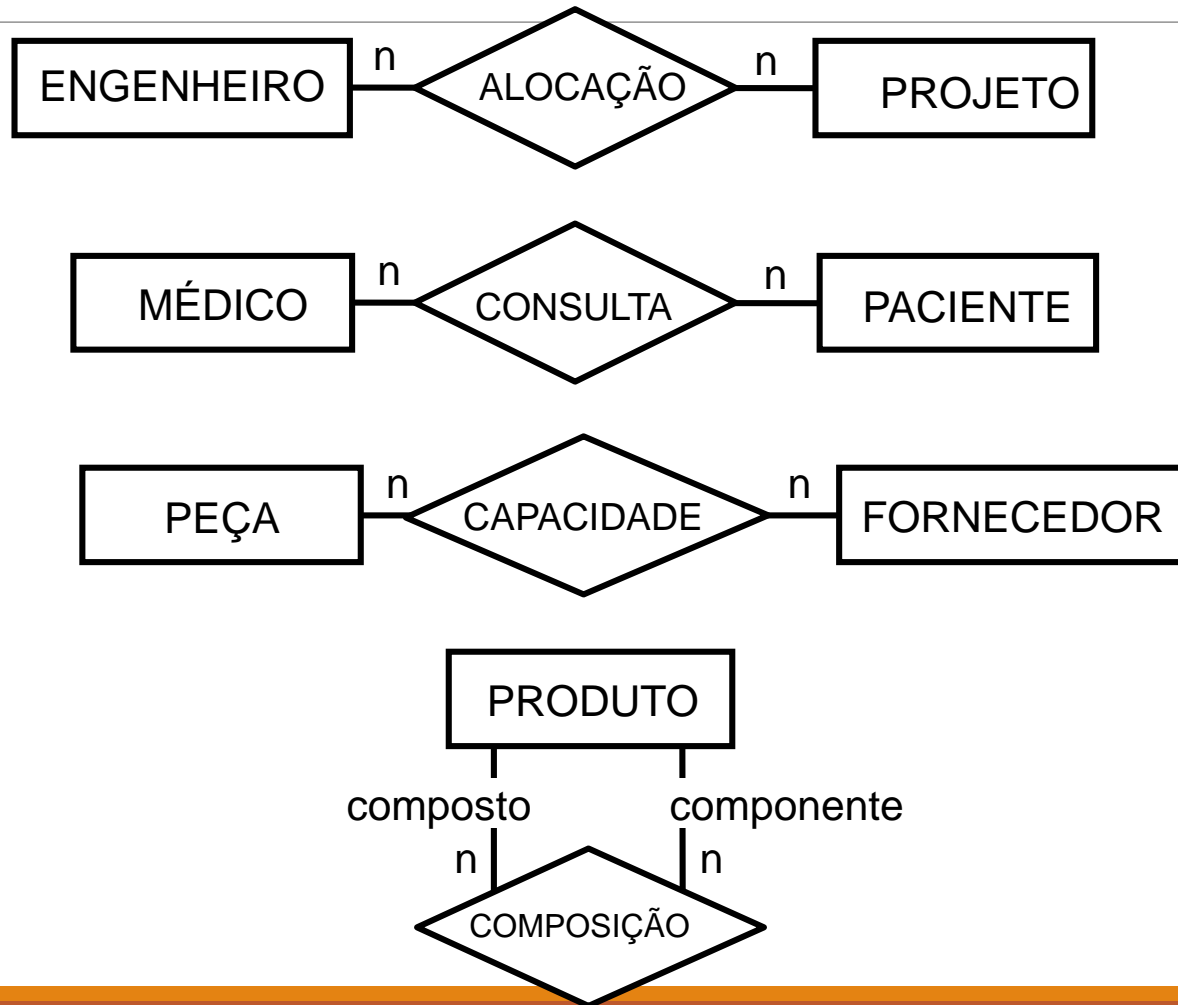 n n
ENGENHEIRO ALOCAÇÃO PROJETO
n n
MÉDICO CONSULTA PACIENTE
n n
PEÇA CAPACIDADE FORNECEDOR
PRODUTO
composto componente
n n
COMPOSIÇÃO